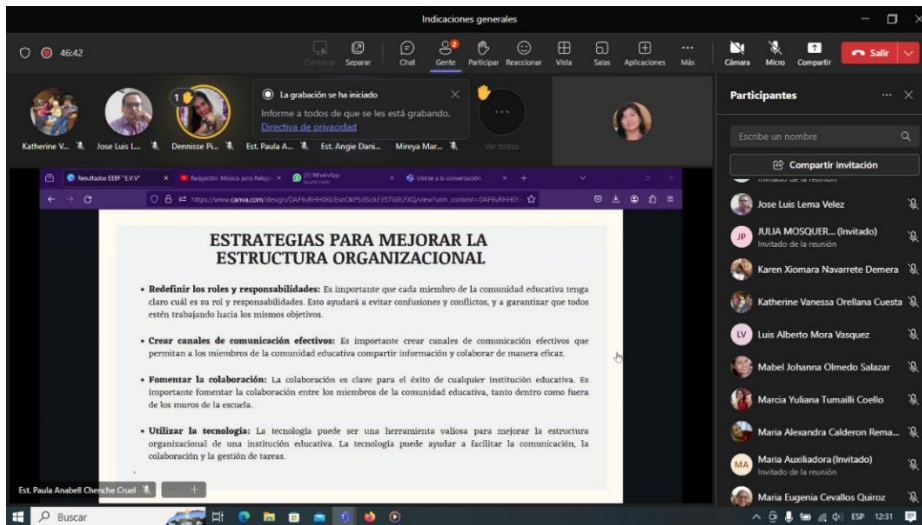 Indicaciones generales
46:42
Separar
Chat
Gente
Participar
Reaccionar
Vista
Salas
Aplicaciones
Más
Cámara
Micro
Compartir
Salir
La grabación se ha iniciado
Informe a todos de que se les está grabando.
Directiva de privacidad
Katherine V...
Jose Luis L...
Dennisse Pi...
Est. Paula A...
Est. Angie Dani...
Mireya Mar...
Ver todos
Participantes
Escribe un nombre
Compartir invitación
Invitado de la reunión
Jose Luis Lema Velez
JP
JULIA MOSQUER... (Invitado)
Invitado de la reunión
Karen Xiomara Navarrete Demera
Katherine Vanessa Orellana Cuesta
LV
Luis Alberto Mora Vasquez
Mabel Johanna Olmedo Salazar
Marcia Yuliana Tumailli Coello
Maria Alexandra Calderon Rema...
MA
Maria Auxiliadora (Invitado)
Invitado de la reunión
Maria Eugenia Cevallos Quiroz
Resultados EEBF "E.V.V"
Relajación: Música para Relaja
(2) WhatsApp
Unirse a la conversación
ESTRATEGIAS PARA MEJORAR LA
ESTRUCTURA ORGANIZACIONAL
• Redefinir los roles y responsabilidades: Es importante que cada miembro de la comunidad educativa tenga
claro cuál es su rol y responsabilidades. Esto ayudará a evitar confusiones y conflictos, y a garantizar que todos
estén trabajando hacia los mismos objetivos.
• Crear canales de comunicación efectivos: Es importante crear canales de comunicación efectivos que
permitan a los miembros de la comunidad educativa compartir información y colaborar de manera eficaz.
• Fomentar la colaboración: La colaboración es clave para el éxito de cualquier institución educativa. Es
importante fomentar la colaboración entre los miembros de la comunidad educativa, tanto dentro como fuera
de los muros de la escuela.
• Utilizar la tecnología: La tecnología puede ser una herramienta valiosa para mejorar la estructura
organizacional de una institución educativa. La tecnología puede ayudar a facilitar la comunicación, la
colaboración y la gestión de tareas.
Est. Paula Anabell Chenche Cruel
Buscar
ESP
12:31